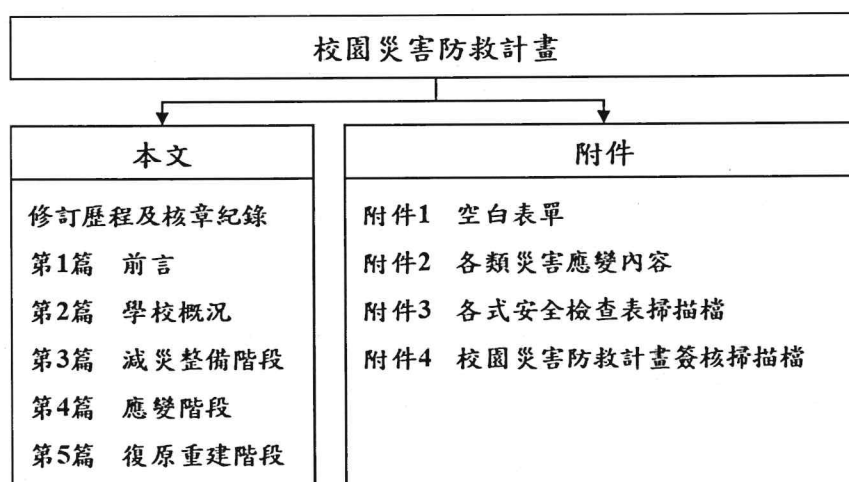 校園災害防救計畫
本文
修訂歷程及核章紀錄
第1篇 前言
第2篇 學校概況
第3篇 減災整備階段
第4篇 應變階段
第5篇 復原重建階段
附件
附件1 空白表單
附件2 各類災害應變內容
附件3 各式安全檢查表掃描檔
附件4 校園災害防救計畫簽核掃描檔